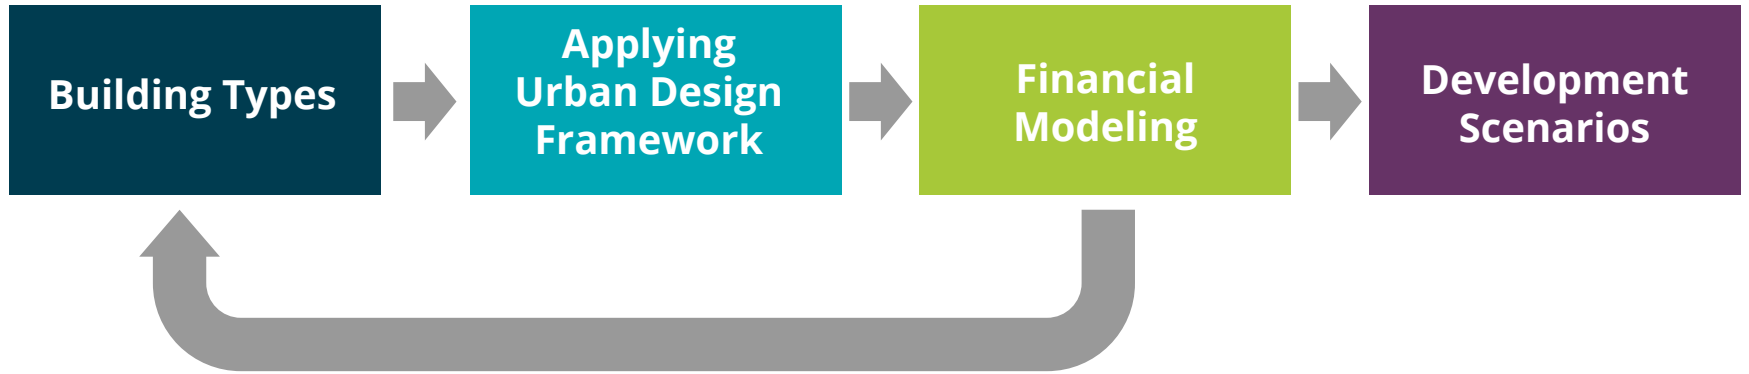 Building Types
Applying
Urban Design
Framework
Financial
Modeling
Development
Scenarios